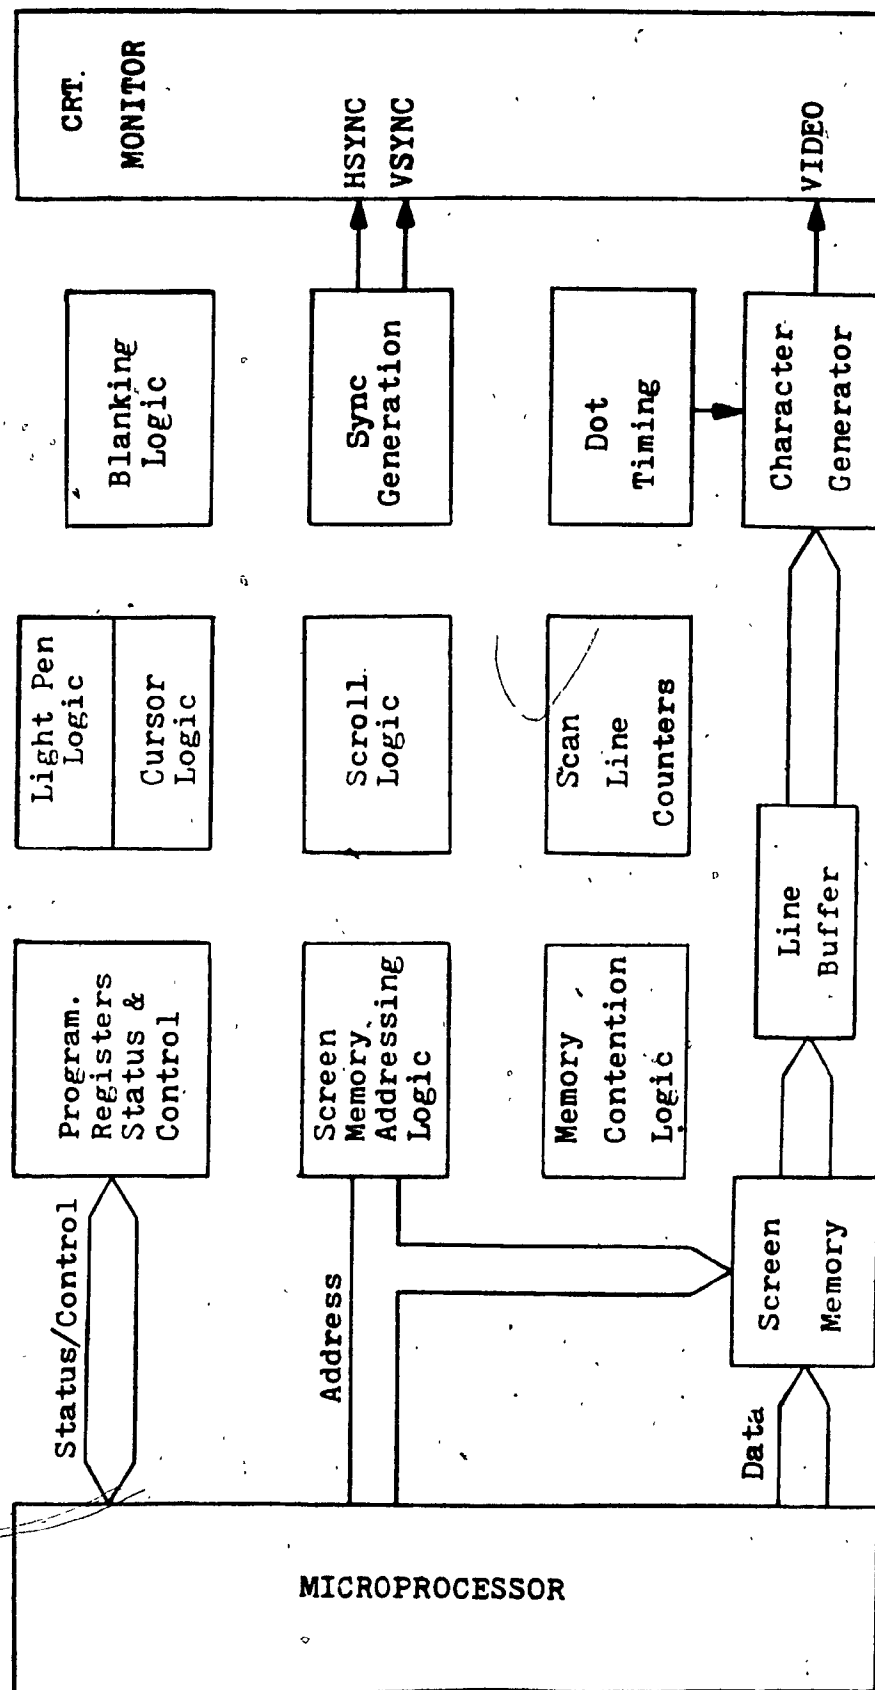 CRT.
MONITOR
HSYNC
VSYNC
VIDEO
Blanking
Logic
Sync
Generation
Dot
Timing
Character
Generator
Light Pen
Logic
Cursor
Logic
Scroll
Logic
Scan
Line
Counters
Line
Buffer
Program.
Registers
Status &
Control
Screen
Memory
Addressing
Logic
Memory
Contention
Logic
Screen
Memory
Status/Control
Address
Data
MICROPROCESSOR